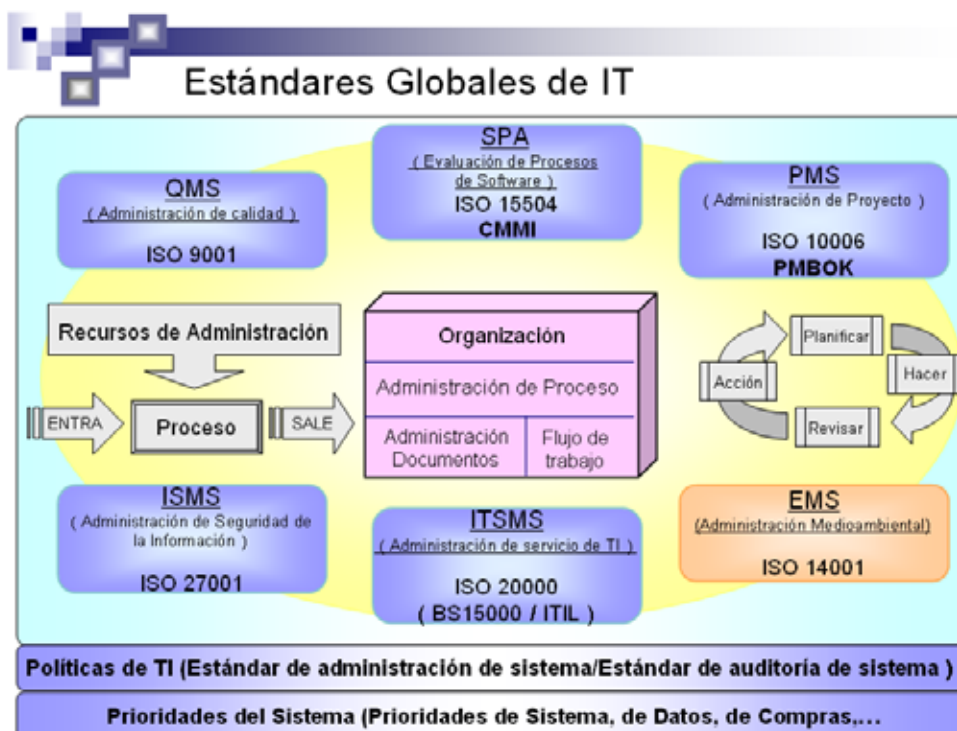 Estándares Globales de IT
SPA
( Evaluación de Procesos
de Software )
ISO 15504
CMMI
QMS
( Administración de calidad )
ISO 9001
PMS
( Administración de Proyecto )
ISO 10006
PMBOK
Recursos de Administración
ENTRA
Proceso
SALE
Organización
Administración de Proceso
Administración
Documentos
Flujo de
trabajo
Planificar
Hacer
Revisar
Acción
ISMS
( Administración de Seguridad de
la Información )
ISO 27001
ITSMS
( Administración de servicio de TI )
ISO 20000
( BS15000 / ITIL )
EMS
(Administración Medioambiental)
ISO 14001
Políticas de TI (Estándar de administración de sistema/Estándar de auditoría de sistema )
Prioridades del Sistema (Prioridades de Sistema, de Datos, de Compras,...